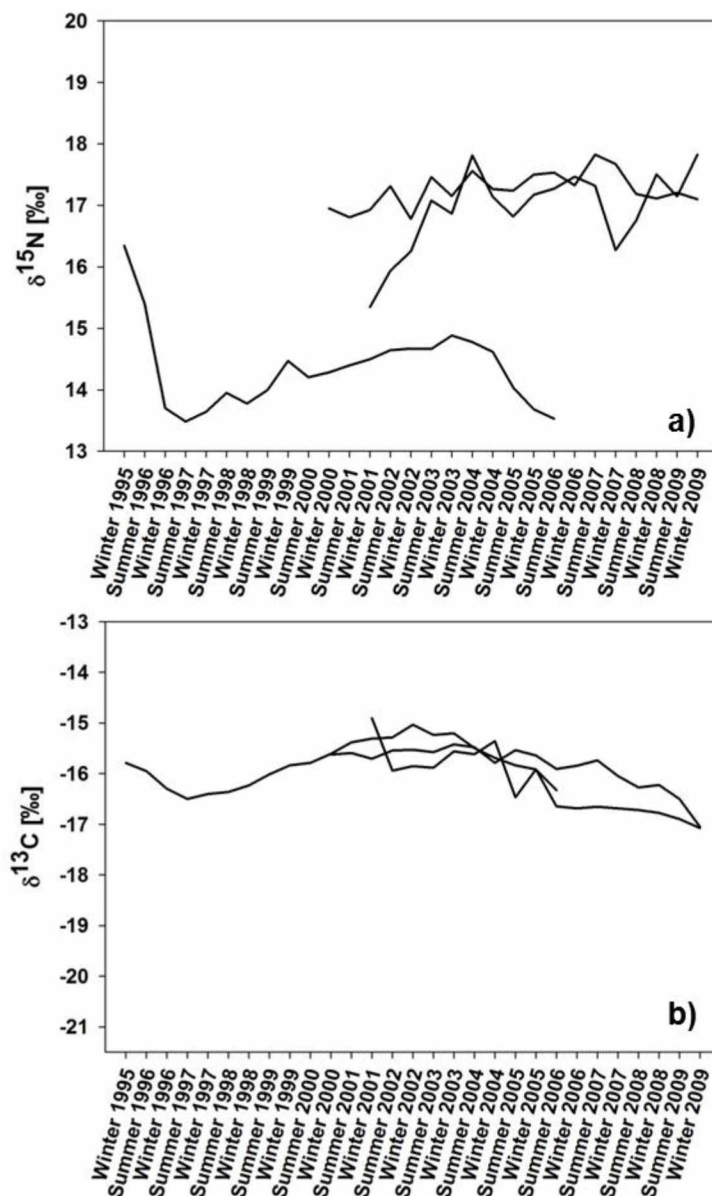 20
19
18
17
16
15
14
13
δ15N [‰]
a)
Winter 1995
Summer 1996
Winter 1996
Summer 1997
Winter 1997
Summer 1998
Winter 1998
Summer 1999
Winter 1999
Summer 2000
Winter 2000
Summer 2001
Winter 2001
Summer 2002
Winter 2002
Summer 2003
Winter 2003
Summer 2004
Winter 2004
Summer 2005
Winter 2005
Summer 2006
Winter 2006
Summer 2007
Winter 2007
Summer 2008
Winter 2008
Summer 2009
Winter 2009
-13
-14
-15
-16
-17
-18
-19
-20
-21
δ13C [‰]
b)
Winter 1995
Summer 1996
Winter 1996
Summer 1997
Winter 1997
Summer 1998
Winter 1998
Summer 1999
Winter 1999
Summer 2000
Winter 2000
Summer 2001
Winter 2001
Summer 2002
Winter 2002
Summer 2003
Winter 2003
Summer 2004
Winter 2004
Summer 2005
Winter 2005
Summer 2006
Winter 2006
Summer 2007
Winter 2007
Summer 2008
Winter 2008
Summer 2009
Winter 2009